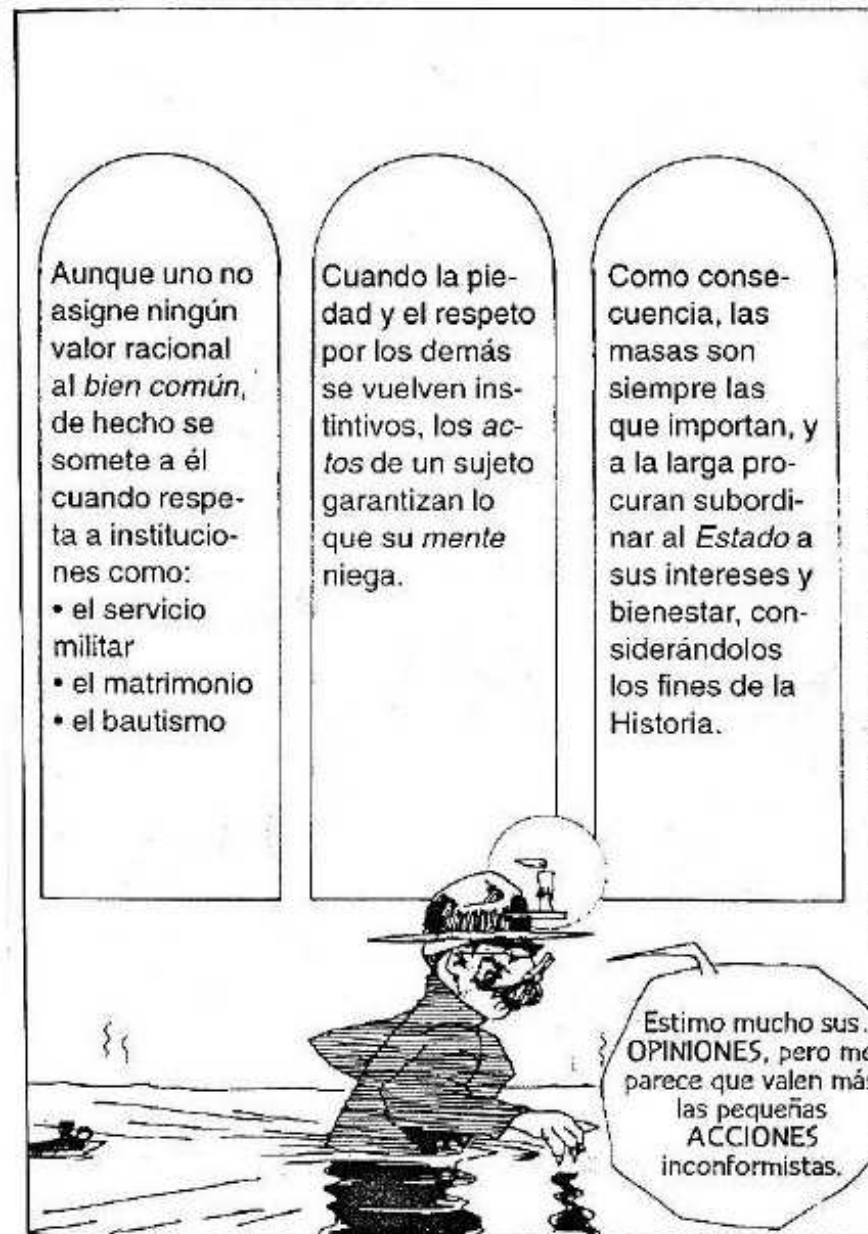 Aunque uno no
asigne ningún
valor racional
al bien común,
de hecho se
somete a él
cuando respe-
ta a institucio-
nes como:
• el servicio
militar
• el matrimonio
• el bautismo
Cuando la pie-
dad y el respeto
por los demás
se vuelven ins-
tintivos, los ac-
tos de un sujeto
garantizan lo
que su mente
niega.
Como conse-
cuencia, las
masas son
siempre las
que importan, y
a la larga pro-
curan subordi-
nar al Estado a
sus intereses y
bienestar, con-
siderándolos
los fines de la
Historia.
Estimo mucho sus
OPINIONES, pero me
parece que valen más
las pequeñas
ACCIONES
inconformistas.